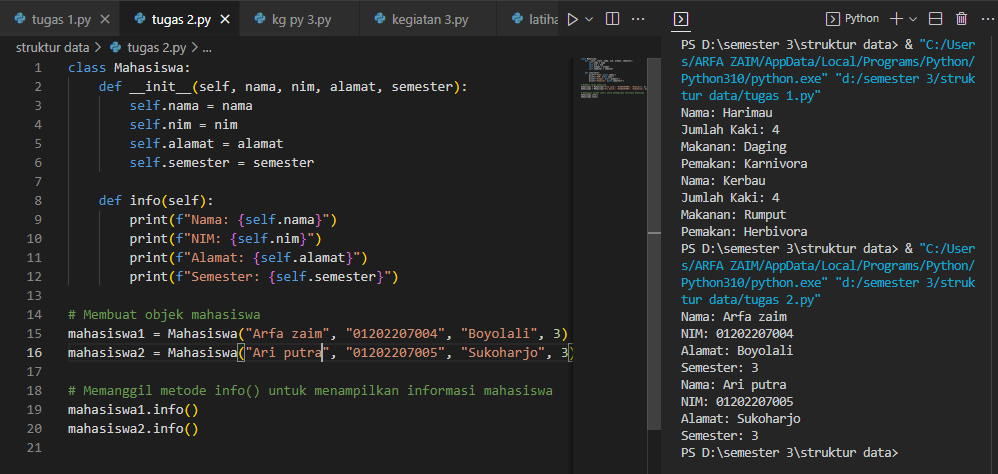 tugas 1.py
tugas 2.py
kg py 3.py
kegiatan 3.py
latiha
Python
struktur data > tugas 2.py > ...
1 class Mahasiswa:
2     def __init__(self, nama, nim, alamat, semester):
3         self.nama = nama
4         self.nim = nim
5         self.alamat = alamat
6         self.semester = semester
7
8     def info(self):
9         print(f"Nama: {self.nama}")
10         print(f"NIM: {self.nim}")
11         print(f"Alamat: {self.alamat}")
12         print(f"Semester: {self.semester}")
13
14 # Membuat objek mahasiswa
15 mahasiswa1 = Mahasiswa("Arfa zaim", "01202207004", "Boyolali", 3)
16 mahasiswa2 = Mahasiswa("Ari putra", "01202207005", "Sukoharjo", 3)
17
18 # Memanggil metode info() untuk menampilkan informasi mahasiswa
19 mahasiswa1.info()
20 mahasiswa2.info()
21
PS D:\semester 3\struktur data> & "C:/User
s/ARFA ZAIM/AppData/Local/Programs/Python/
Python310/python.exe" "d:/semester 3/struk
tur data/tugas 1.py"
Nama: Harimau
Jumlah Kaki: 4
Makanan: Daging
Pemakan: Karnivora
Nama: Kerbau
Jumlah Kaki: 4
Makanan: Rumput
Pemakan: Herbivora
PS D:\semester 3\struktur data> & "C:/User
s/ARFA ZAIM/AppData/Local/Programs/Python/
Python310/python.exe" "d:/semester 3/struk
tur data/tugas 2.py"
Nama: Arfa zaim
NIM: 01202207004
Alamat: Boyolali
Semester: 3
Nama: Ari putra
NIM: 01202207005
Alamat: Sukoharjo
Semester: 3
PS D:\semester 3\struktur data>